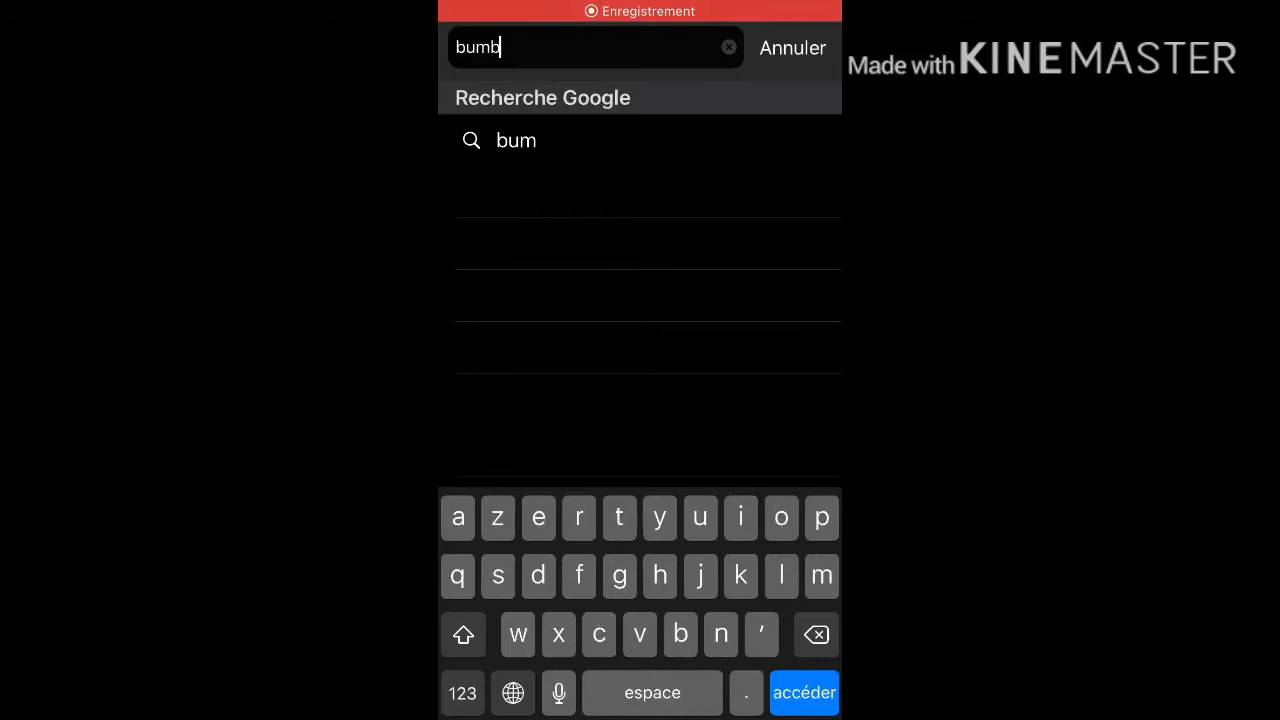 Enregistrement
bumb
Annuler
Made with KINEMASTER
Recherche Google
bum
a z e r t y u i o p
q s d f g h j k l m
w x c v b n ’
123 espace . accéder